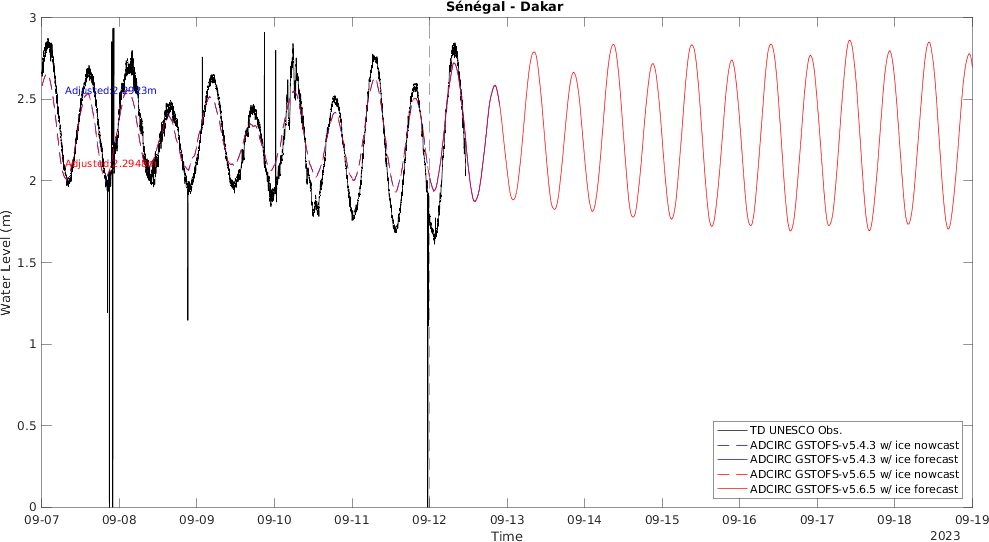 Sénégal - Dakar
3
2.5
2
1.5
1
0.5
0
Water Level (m)
Adjusted:2.2923m
Adjusted:2.2948m
TD UNESCO Obs.
ADCIRC GSTOFS-v5.4.3 w/ ice nowcast
ADCIRC GSTOFS-v5.4.3 w/ ice forecast
ADCIRC GSTOFS-v5.6.5 w/ ice nowcast
ADCIRC GSTOFS-v5.6.5 w/ ice forecast
09-07 09-08 09-09 09-10 09-11 09-12 09-13 09-14 09-15 09-16 09-17 09-18 09-19
Time
2023